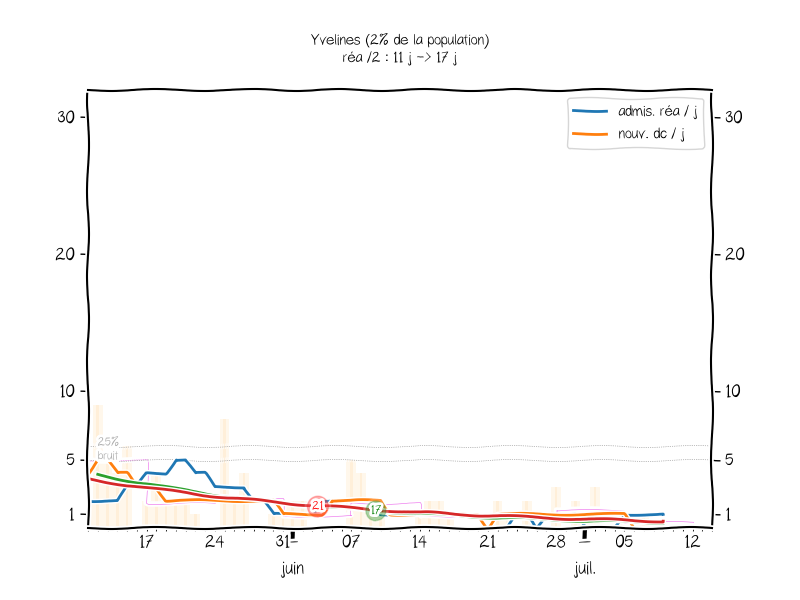 Yvelines (2% de la population)
réa /2 : 11 j -> 17 j
admis. réa / j
nouv. dc / j
30
30
20
20
10
10
25%
bruit
5
5
21
17
1
1
17 24 31 07 14 21 28 05 12
juin juil.